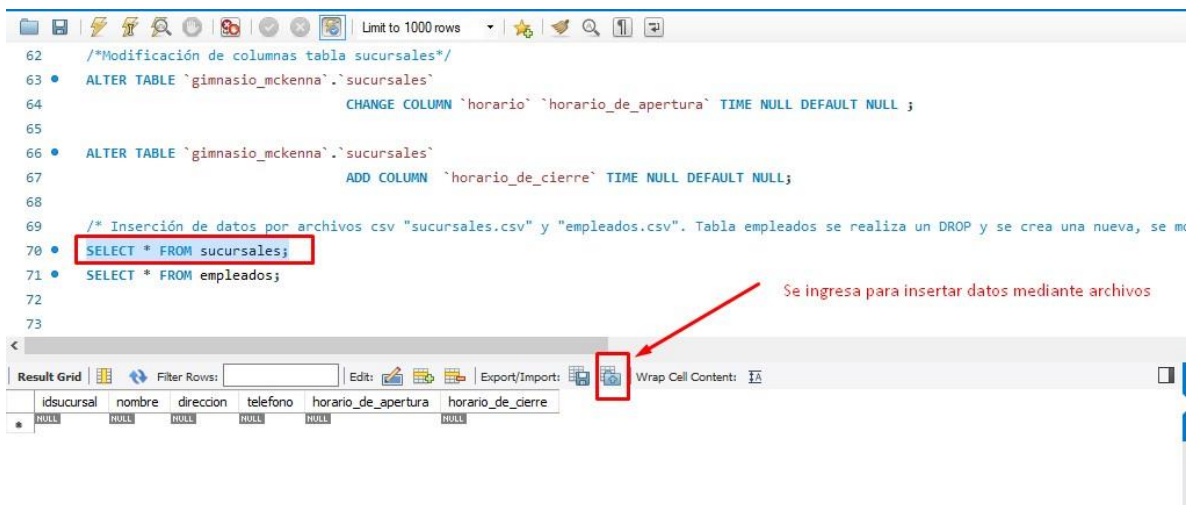 Limit to 1000 rows
62 /*Modificación de columnas tabla sucursales*/
63 ALTER TABLE `gimnasio_mckenna`.`sucursales`
64 CHANGE COLUMN `horario` `horario_de_apertura` TIME NULL DEFAULT NULL ;
65
66 ALTER TABLE `gimnasio_mckenna`.`sucursales`
67 ADD COLUMN `horario_de_cierre` TIME NULL DEFAULT NULL;
68
69 /* Inserción de datos por archivos csv "sucursales.csv" y "empleados.csv". Tabla empleados se realiza un DROP y se crea una nueva, se mo
70 SELECT * FROM sucursales;
71 SELECT * FROM empleados;
Se ingresa para insertar datos mediante archivos
72
73
Result Grid Filter Rows: Edit: Export/Import: Wrap Cell Content: IA
idsucursal nombre direccion telefono horario_de_apertura horario_de_cierre
NULL NULL NULL NULL NULL NULL